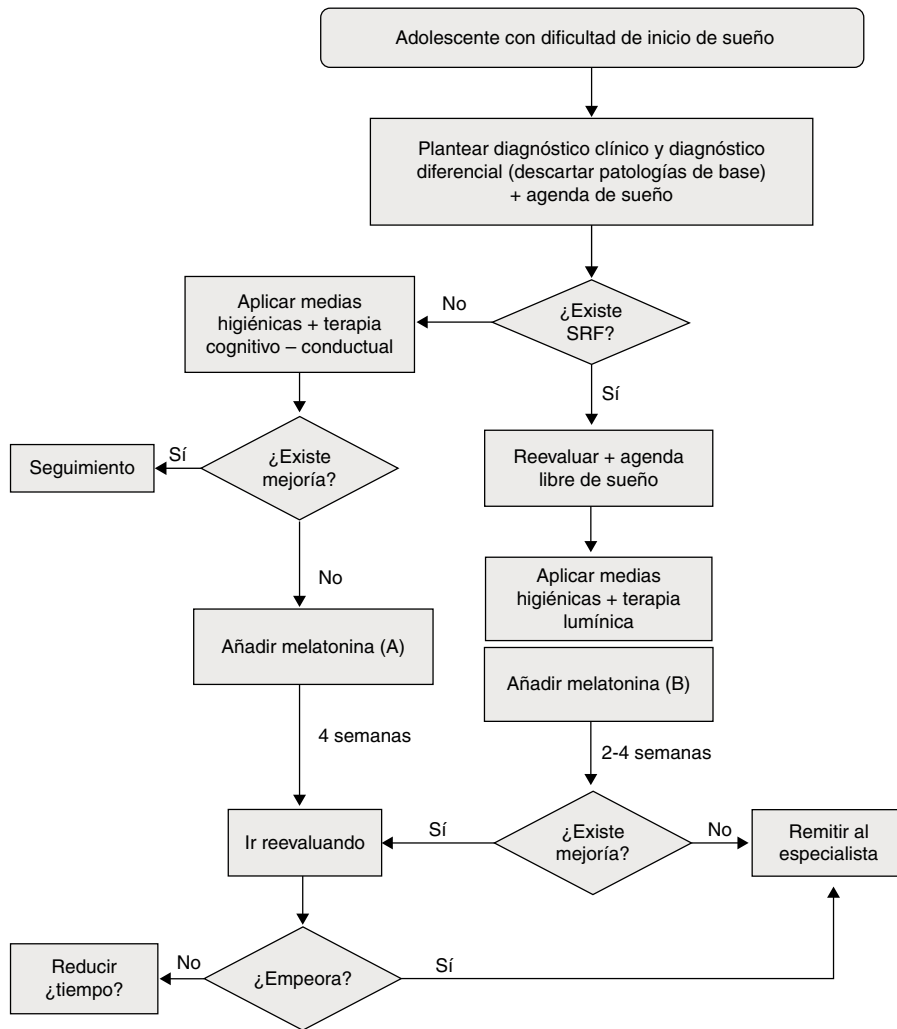 Adolescente con dificultad de inicio de sueño
Plantear diagnóstico clínico y diagnóstico
diferencial (descartar patologías de base)
+ agenda de sueño
¿Existe
SRF?
No
Aplicar medias
higiénicas + terapia
cognitivo – conductual
Sí
¿Existe
mejoría?
Sí
Seguimiento
Reevaluar + agenda
libre de sueño
No
Aplicar medias
higiénicas + terapia
lumínica
Añadir melatonina (A)
Añadir melatonina (B)
4 semanas
2-4 semanas
Ir reevaluando
Sí
¿Existe
mejoría?
No
Remitir al
especialista
Reducir
¿tiempo?
No
¿Empeora?
Sí